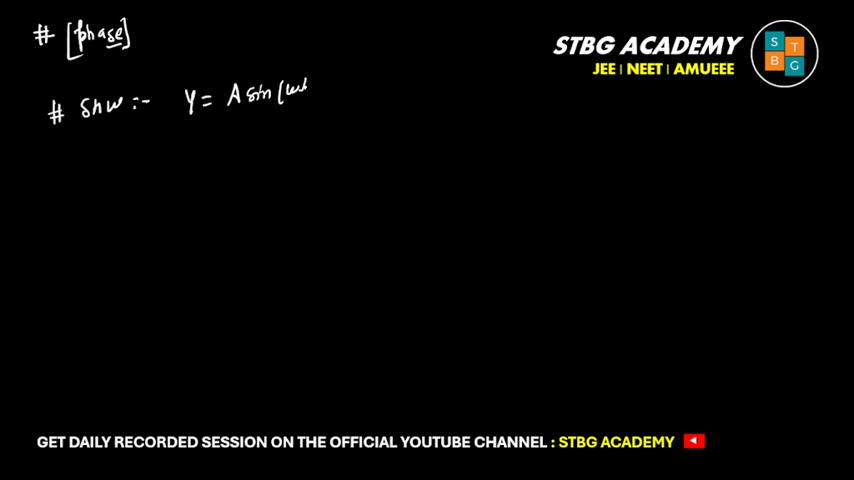 # [phase]
STBG ACADEMY
JEE | NEET | AMUEEE
S T
B G
# Shw :- Y = A sin (wt
GET DAILY RECORDED SESSION ON THE OFFICIAL YOUTUBE CHANNEL : STBG ACADEMY